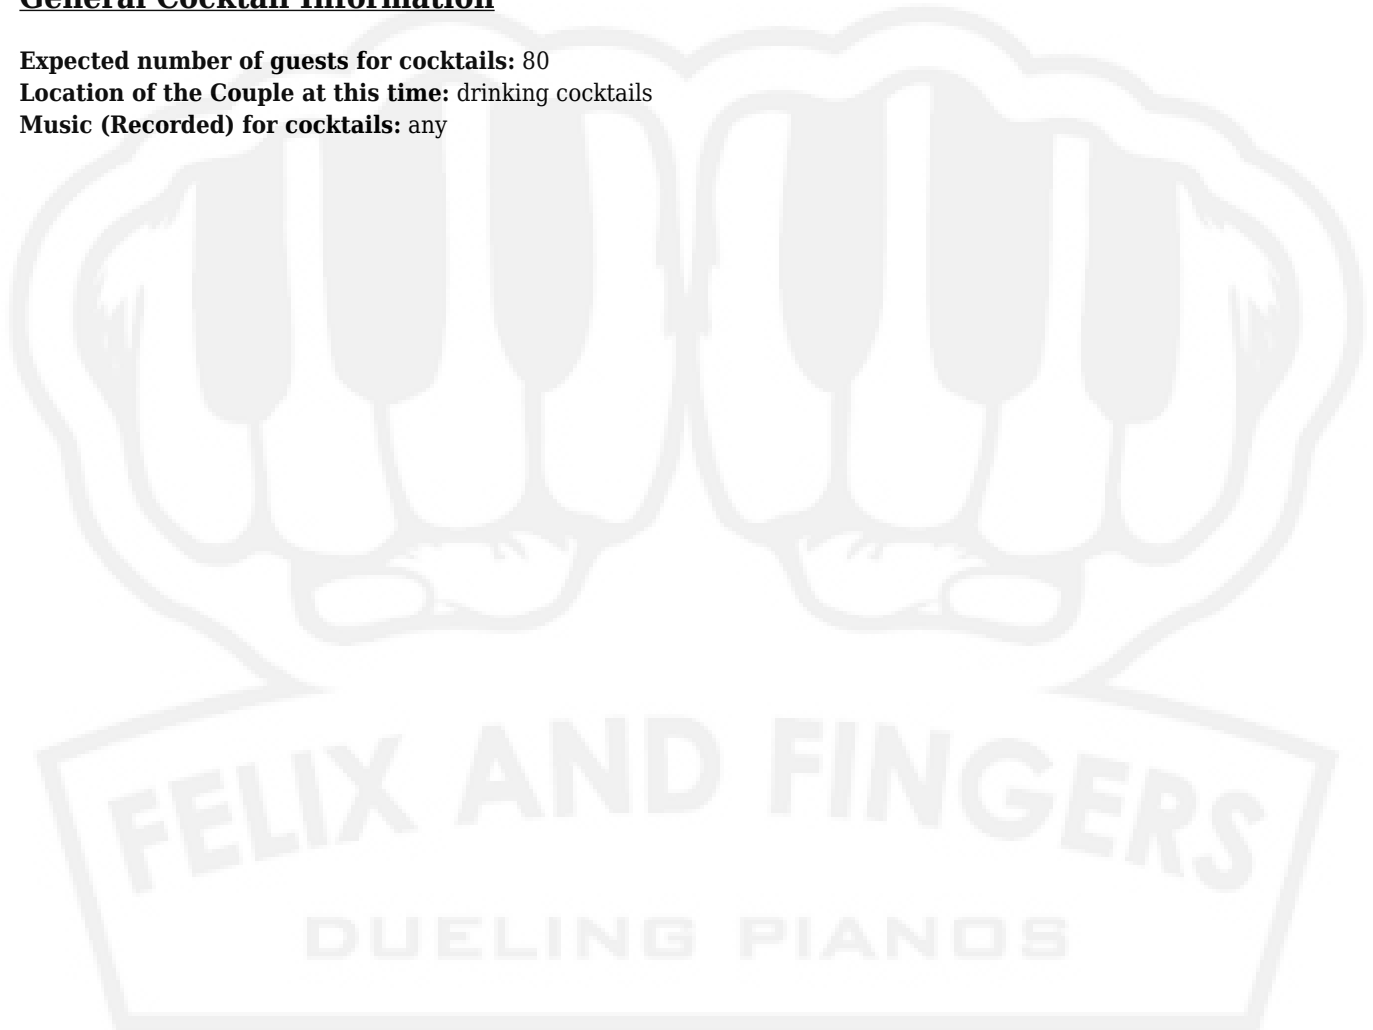 General Cocktail Information
Expected number of guests for cocktails: 80
Location of the Couple at this time: drinking cocktails
Music (Recorded) for cocktails: any
FELIX AND FINGERS
DUELING PIANOS